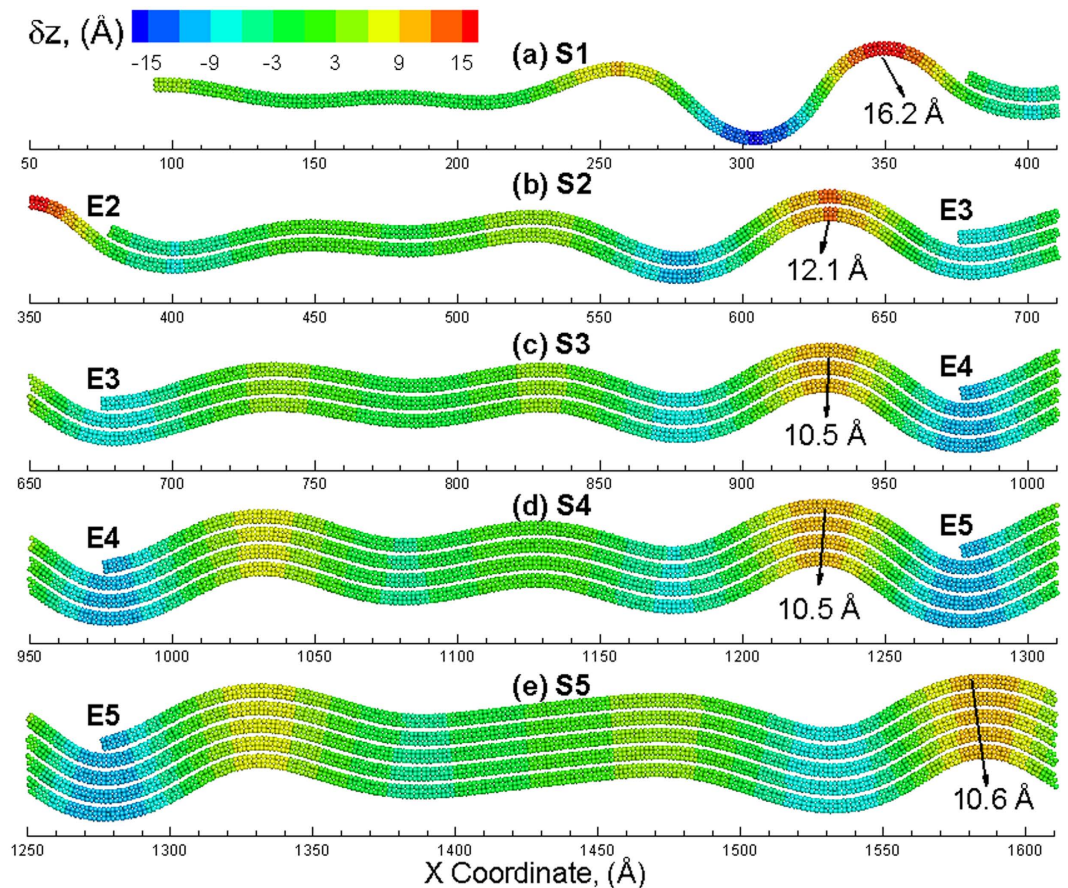 δz, (Å)
-15 -9 -3 3 9 15
(a) S1
16.2 Å
50 100 150 200 250 300 350 400
(b) S2
E2 E3
12.1 Å
350 400 450 500 550 600 650 700
(c) S3
E3 E4
10.5 Å
650 700 750 800 850 900 950 1000
(d) S4
E4 E5
10.5 Å
950 1000 1050 1100 1150 1200 1250 1300
(e) S5
E5
10.6 Å
1250 1300 1350 1400 1450 1500 1550 1600
X Coordinate, (Å)